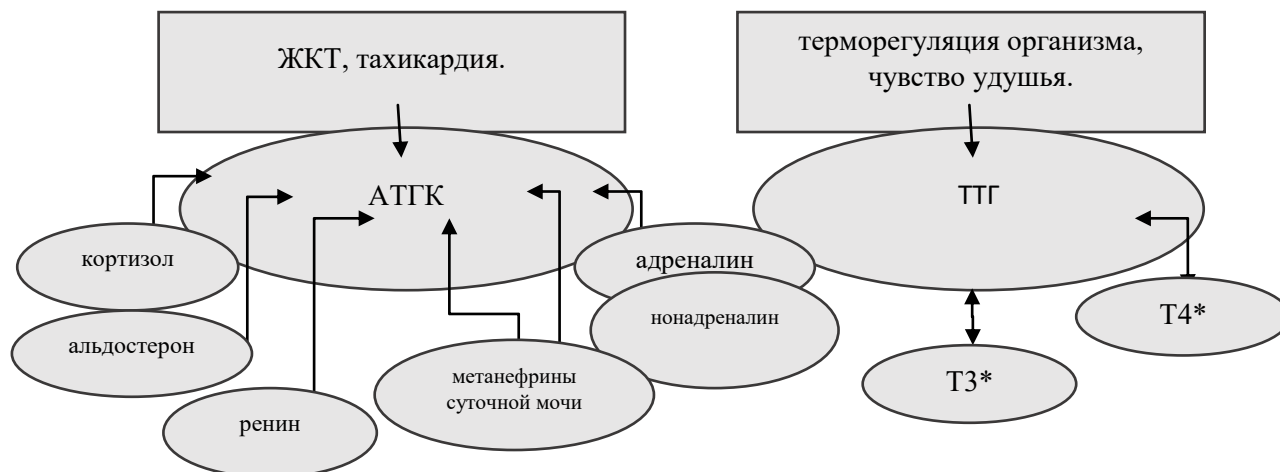 ЖКТ, тахикардия.
терморегуляция организма,
чувство удушья.
АТГК
ТТГ
кортизол
адреналин
альдостерон
нонадреналин
Т4*
метанефрины
суточной мочи
Т3*
ренин